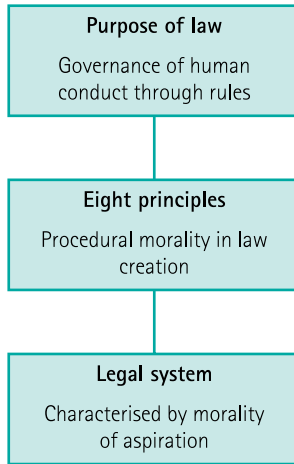 Purpose of law
Governance of human
conduct through rules
Eight principles
Procedural morality in law
creation
Legal system
Characterised by morality
of aspiration